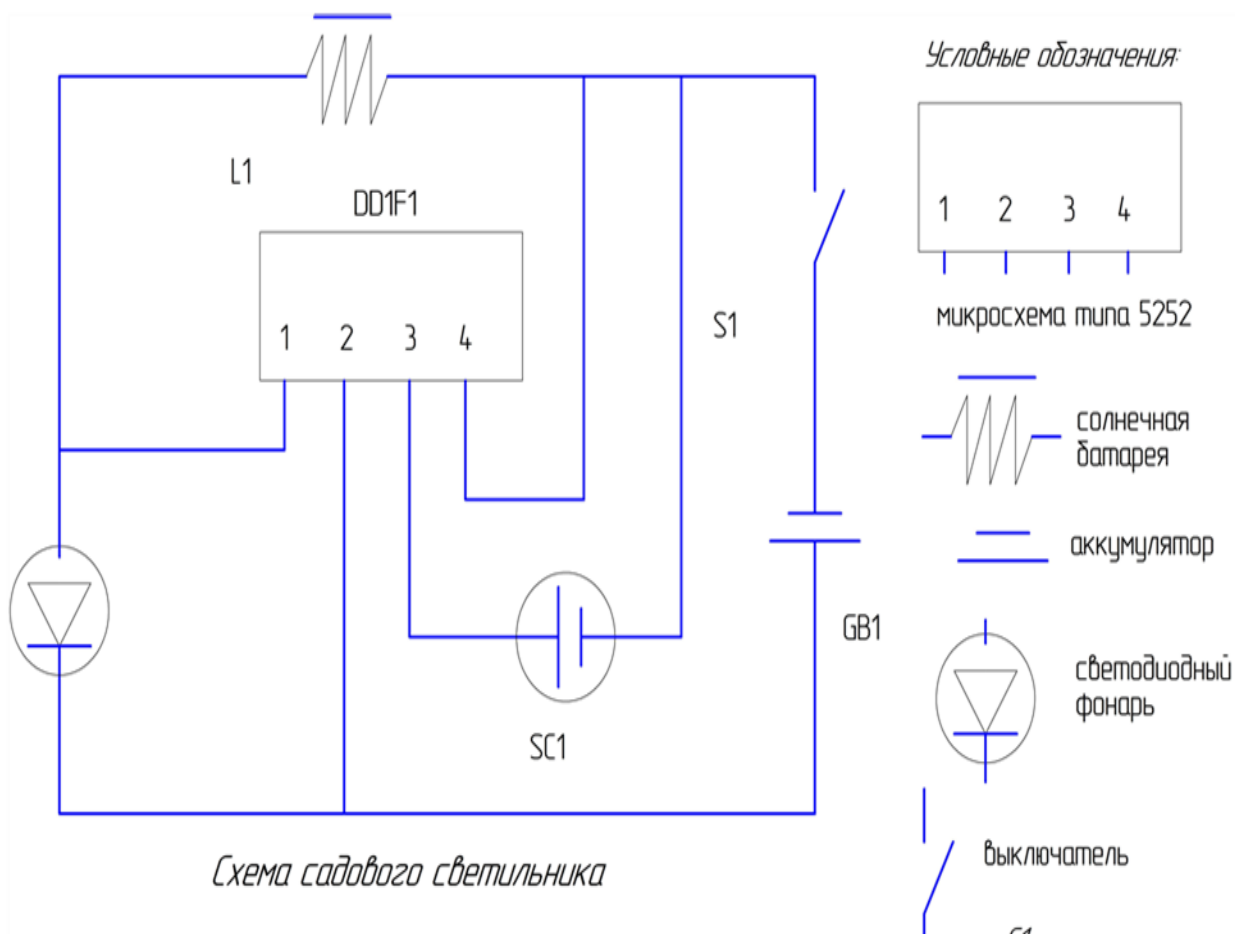 Условные обозначения:
L1
DD1F1
1 2 3 4
1 2 3 4
S1
микросхема типа 5252
солнечная
батарея
аккумулятор
GB1
светодиодный
фонарь
SC1
выключатель
Схема садового светильника